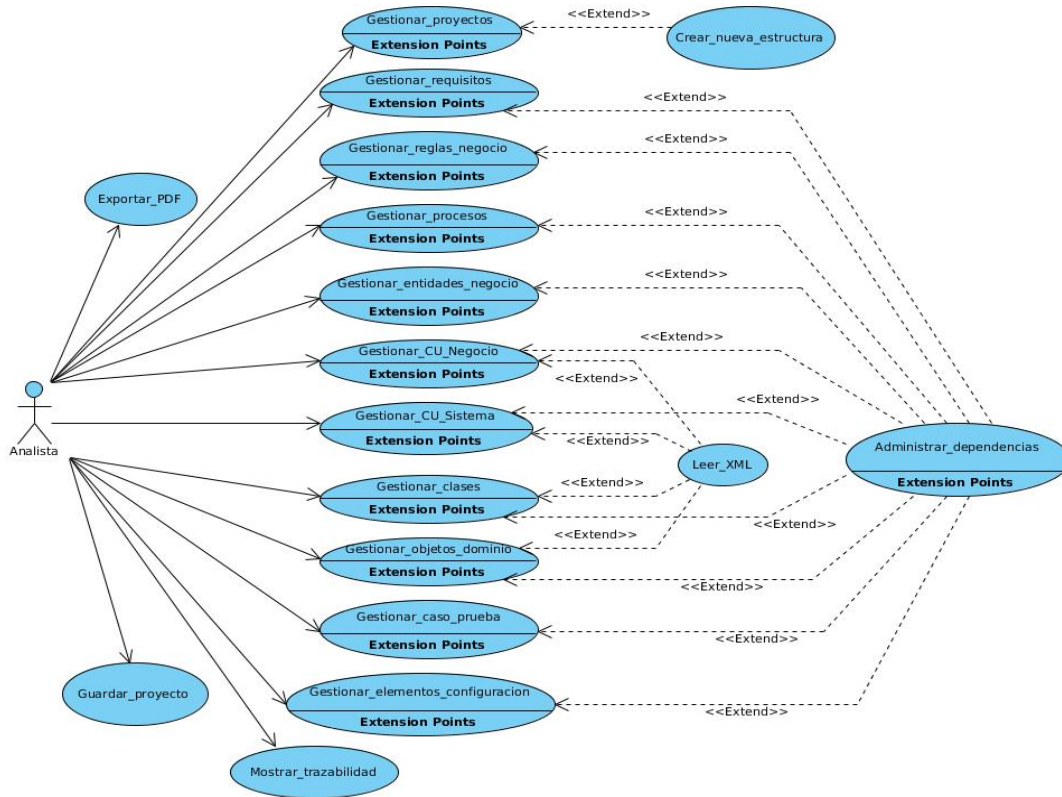 Gestionar_proyectos
Extension Points
<<Extend>>
Crear_nueva_estructura
Gestionar_requisitos
Extension Points
<<Extend>>
Gestionar_reglas_negocio
Extension Points
<<Extend>>
Exportar_PDF
Gestionar_procesos
Extension Points
<<Extend>>
Gestionar_entidades_negocio
Extension Points
<<Extend>>
Gestionar_CU_Negocio
Extension Points
<<Extend>>
<<Extend>>
Analista
Gestionar_CU_Sistema
Extension Points
<<Extend>>
<<Extend>>
Leer_XML
Administrar_dependencias
Extension Points
Gestionar_clases
Extension Points
<<Extend>>
<<Extend>>
Gestionar_objetos_dominio
Extension Points
<<Extend>>
<<Extend>>
Gestionar_caso_prueba
Extension Points
<<Extend>>
Guardar_proyecto
Gestionar_elementos_configuracion
Extension Points
<<Extend>>
Mostrar_trazabilidad